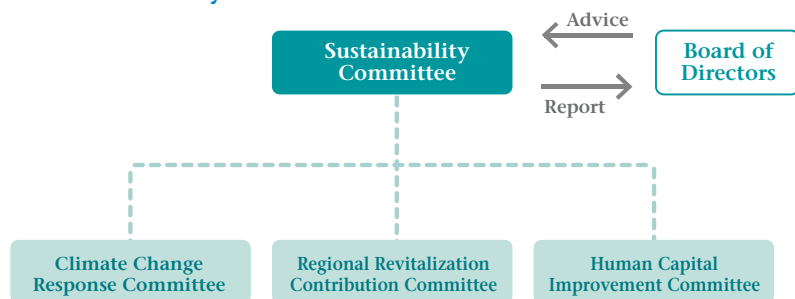 Advice
Sustainability
Committee
Board of
Directors
Report
Climate Change
Response Committee
Regional Revitalization
Contribution Committee
Human Capital
Improvement Committee